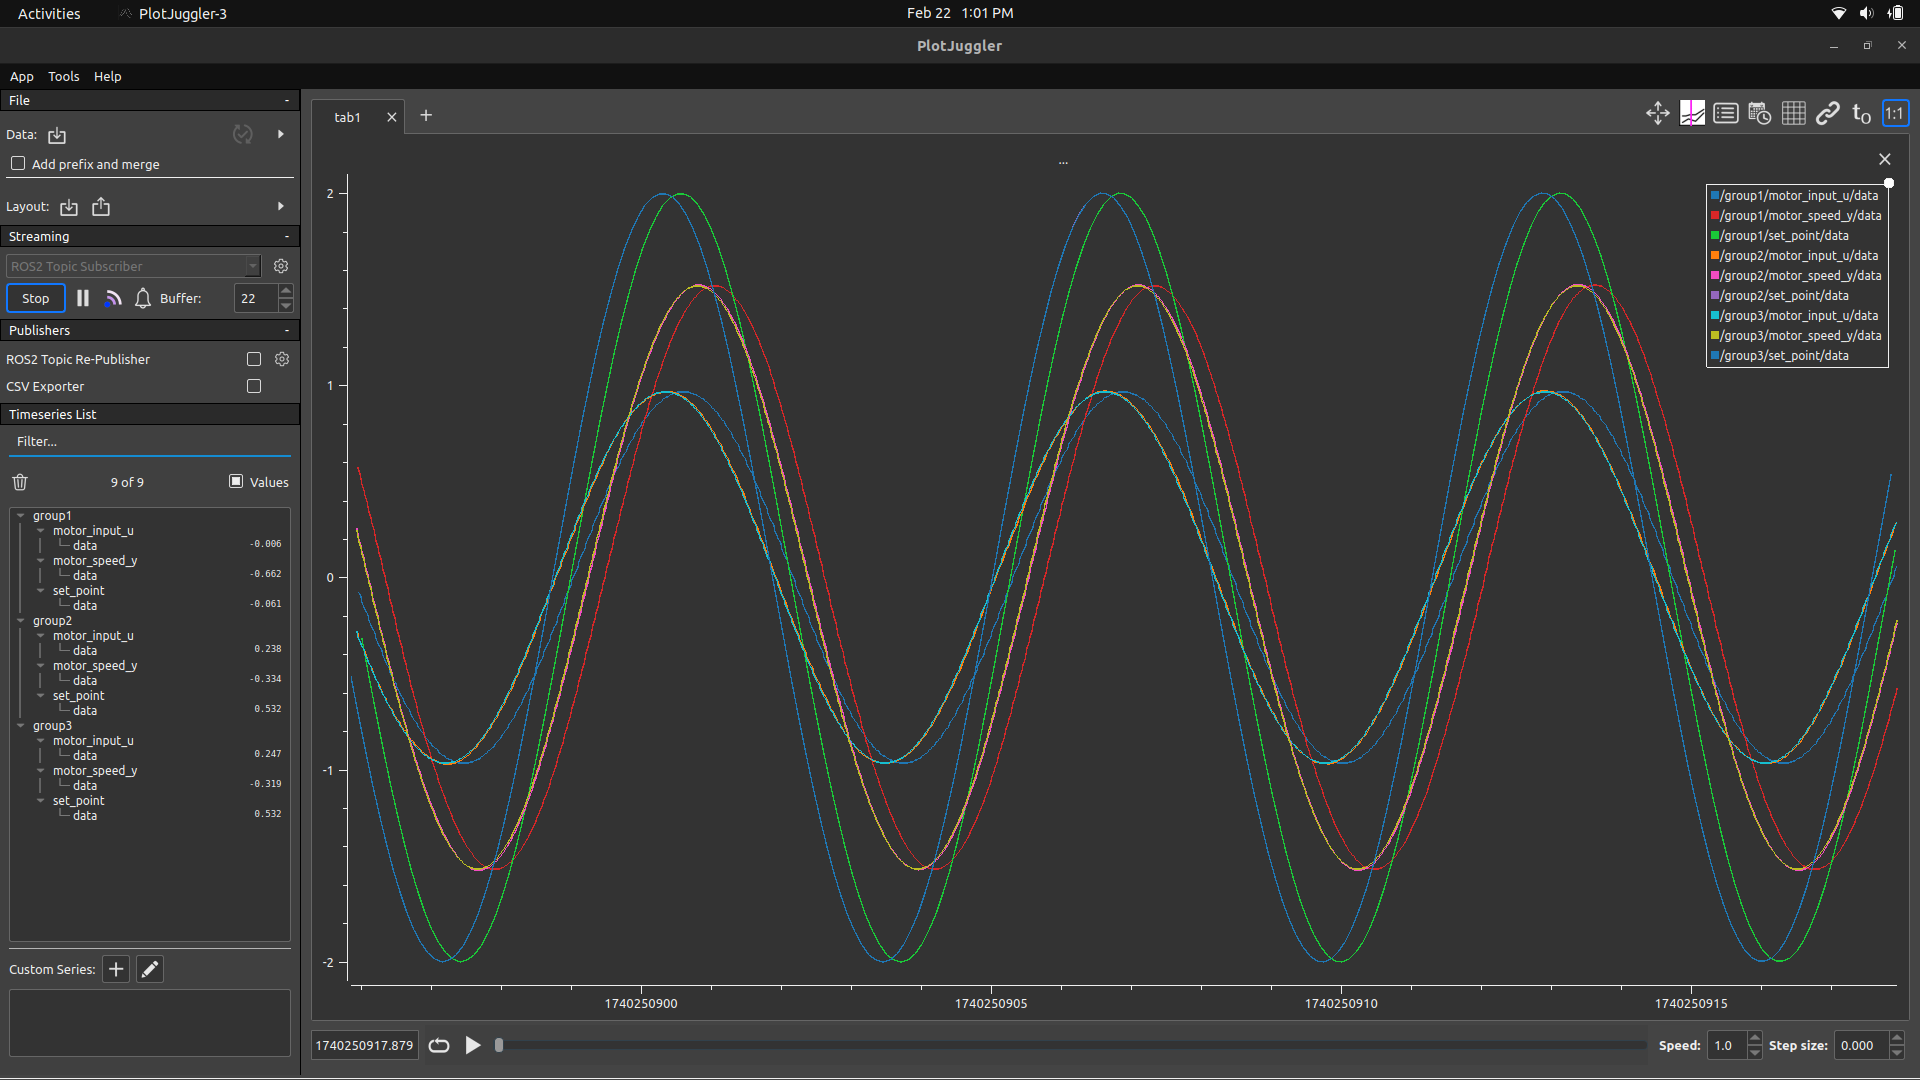 Activities PlotJuggler-3 Feb 22 1:01 PM
PlotJuggler
App Tools Help
File -
Data:
Add prefix and merge
Layout:
Streaming -
ROS2 Topic Subscriber
Stop Buffer: 22
Publishers -
ROS2 Topic Re-Publisher
CSV Exporter
Timeseries List
Filter...
9 of 9 Values
group1
motor_input_u
data -0.006
motor_speed_y
data -0.662
set_point
data -0.061
group2
motor_input_u
data 0.238
motor_speed_y
data -0.334
set_point
data 0.532
group3
motor_input_u
data 0.247
motor_speed_y
data -0.319
set_point
data 0.532
Custom Series:
tab1
t0 1:1
...
/group1/motor_input_u/data
/group1/motor_speed_y/data
/group1/set_point/data
/group2/motor_input_u/data
/group2/motor_speed_y/data
/group2/set_point/data
/group3/motor_input_u/data
/group3/motor_speed_y/data
/group3/set_point/data
2
1
0
-1
-2
1740250900 1740250905 1740250910 1740250915
1740250917.879 Speed: 1.0 Step size: 0.000